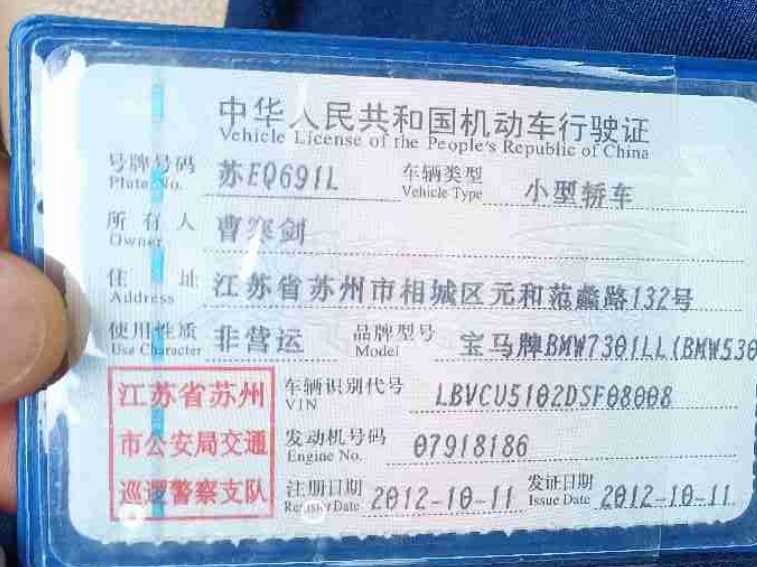 中华人民共和国机动车行驶证
Vehicle License of the People's Republic of China
号牌号码 苏EQ691L 车辆类型 小型轿车
Plate No. Vehicle Type
所有人 曹寒剑
Owner
住址 江苏省苏州市相城区元和范蠡路132号
Address
使用性质 非营运 品牌型号 宝马牌BMW7301LL(BMW530
Use Character Model
江苏省苏州 车辆识别代号 LBVCU5102DSF08008
VIN
市公安局交通 发动机号码 07918186
Engine No.
巡逻警察支队 注册日期 2012-10-11 发证日期 2012-10-11
Register Date Issue Date